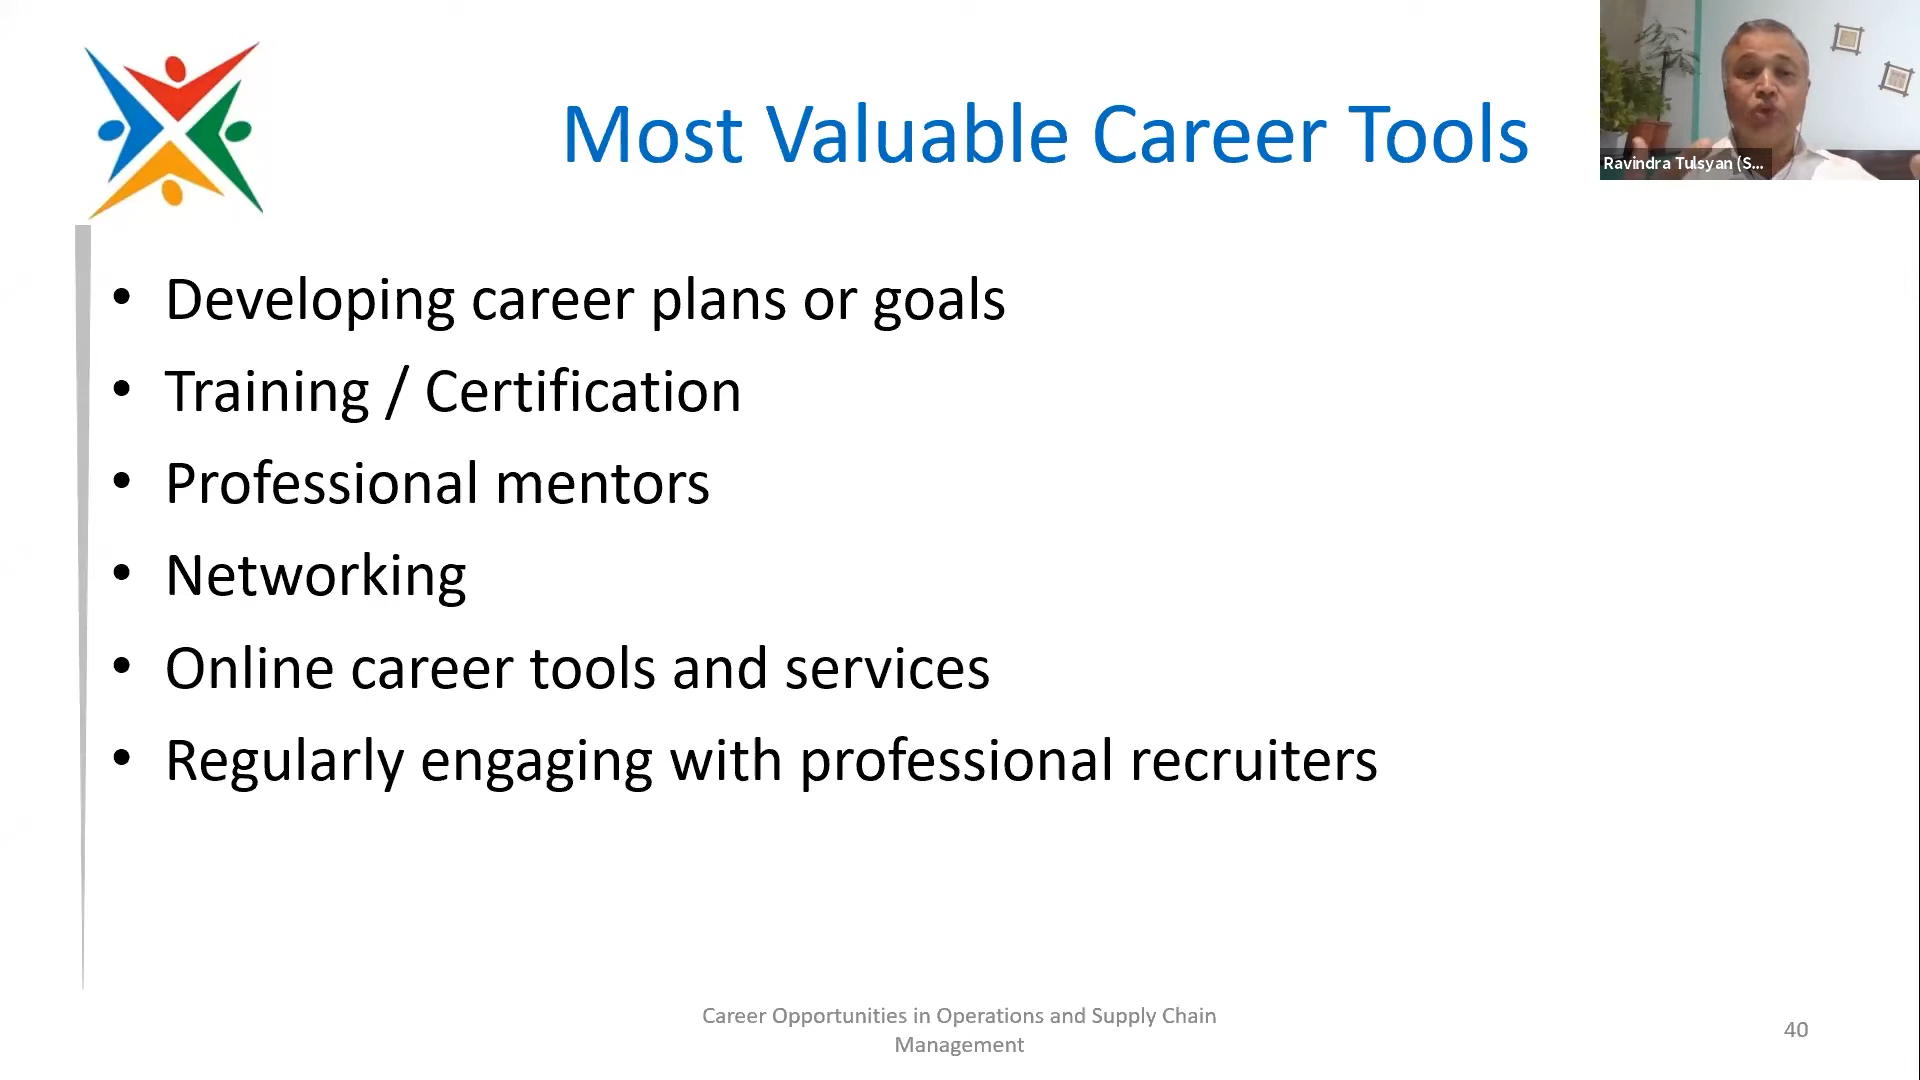 Most Valuable Career Tools
Ravindra Tulsyan (S...
• Developing career plans or goals
• Training / Certification
• Professional mentors
• Networking
• Online career tools and services
• Regularly engaging with professional recruiters
Career Opportunities in Operations and Supply Chain
Management
40